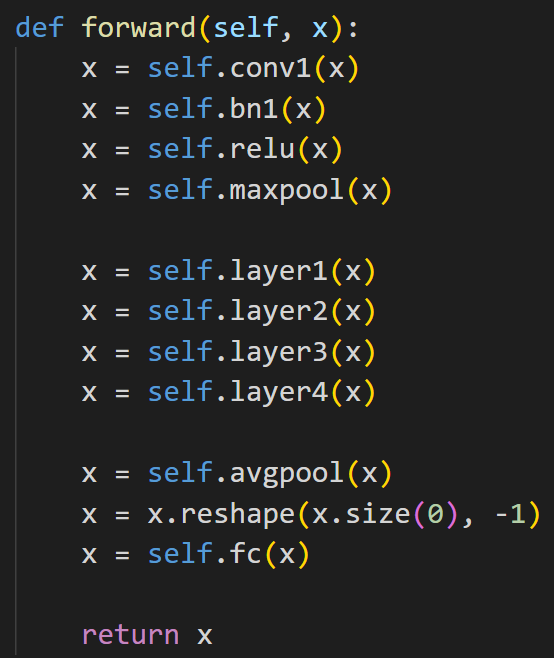 def forward(self, x):
    x = self.conv1(x)
    x = self.bn1(x)
    x = self.relu(x)
    x = self.maxpool(x)

    x = self.layer1(x)
    x = self.layer2(x)
    x = self.layer3(x)
    x = self.layer4(x)

    x = self.avgpool(x)
    x = x.reshape(x.size(0), -1)
    x = self.fc(x)

    return x